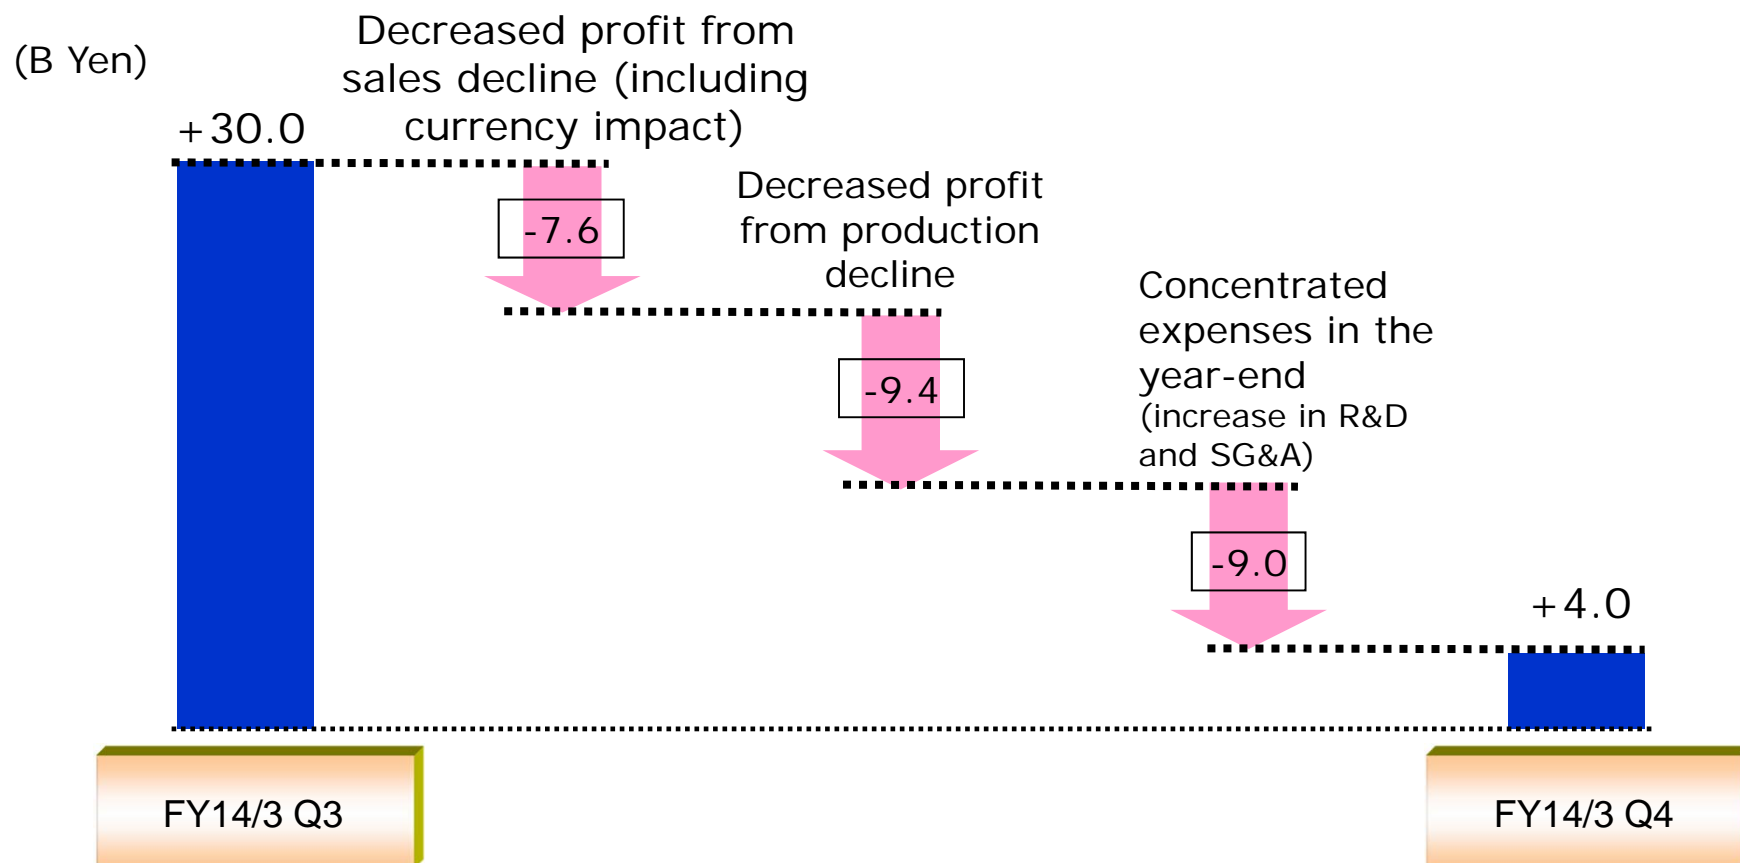 (B Yen)
+30.0
Decreased profit from
sales decline (including
currency impact)
-7.6
Decreased profit
from production
decline
-9.4
Concentrated
expenses in the
year-end
(increase in R&D
and SG&A)
-9.0
+4.0
FY14/3 Q3
FY14/3 Q4